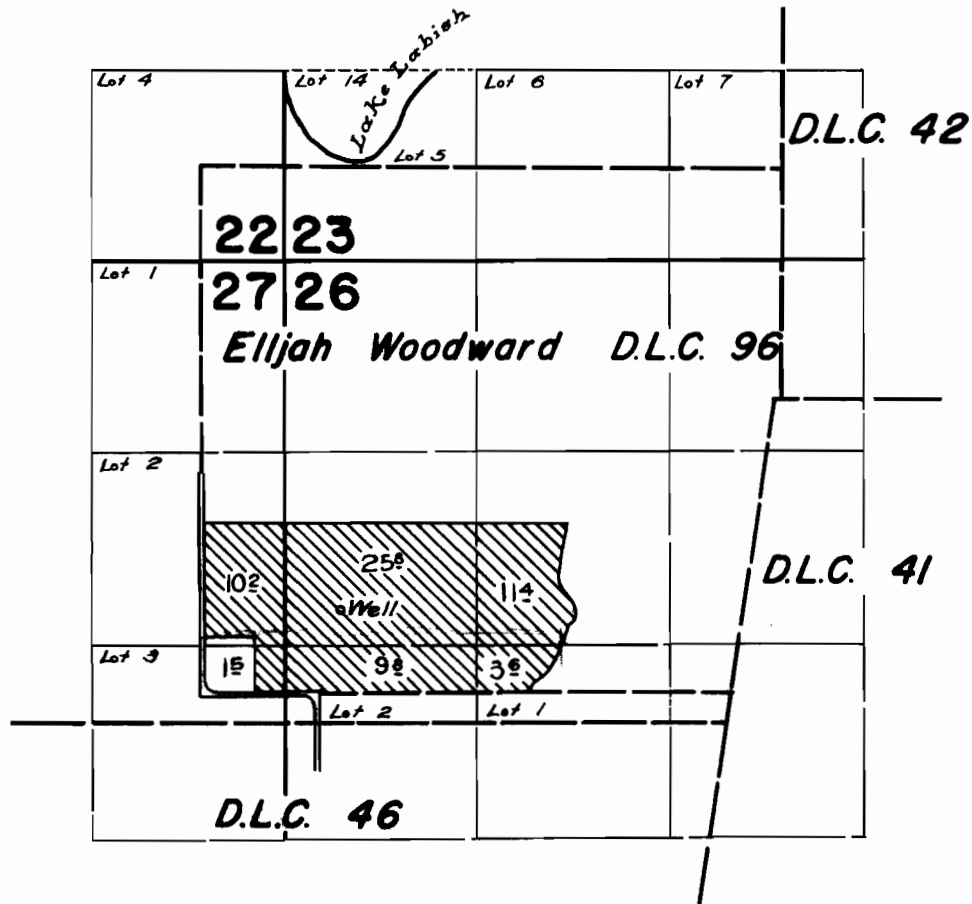 Lake Labish
Lot 4
Lot 14
Lot 6
Lot 7
D.L.C. 42
Lot 5
22 23
Lot 1
27 26
Elljah Woodward D.L.C. 96
Lot 2
25 8
10 2
11 4
D.L.C. 41
Well
Lot 3
1 5
9 8
3 6
Lot 2
Lot 1
D.L.C. 46